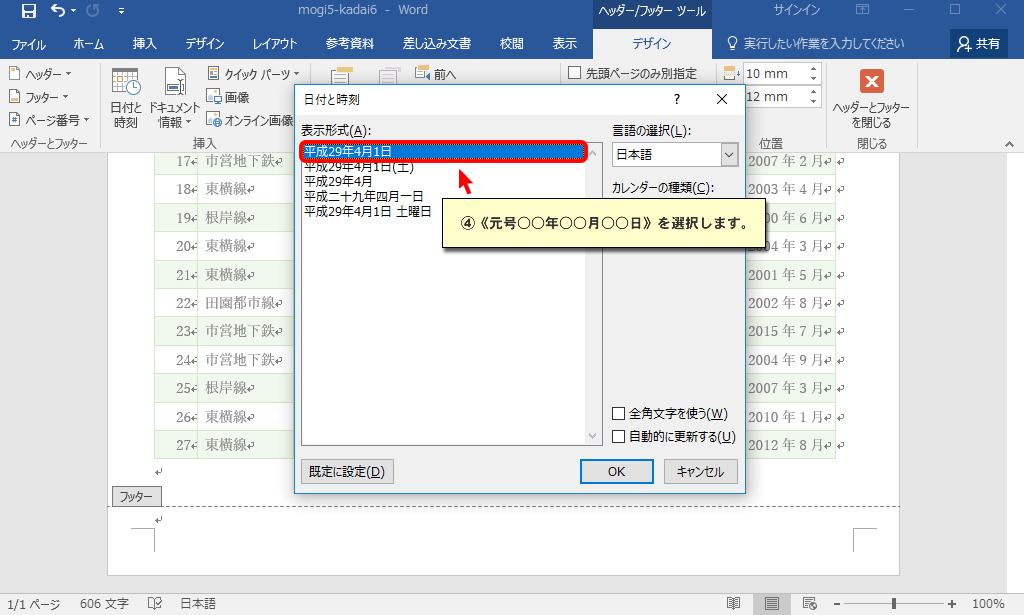 mogi5-kadai6 - Word
ヘッダー/フッター ツール
サインイン
ファイル
ホーム
挿入
デザイン
レイアウト
参考資料
差し込み文書
校閲
表示
デザイン
実行したい作業を入力してください
共有
ヘッダー
フッター
ページ番号
ヘッダーとフッター
日付と
時刻
ドキュメント
情報
クイック パーツ
画像
オンライン画像
挿入
前へ
先頭ページのみ別指定
10 mm
12 mm
位置
ヘッダーとフッター
を閉じる
閉じる
日付と時刻
?
表示形式(A):
平成29年4月1日
平成29年4月1日(土)
平成29年4月
平成二十九年四月一日
平成29年4月1日 土曜日
言語の選択(L):
日本語
カレンダーの種類(C):
④《元号〇〇年〇〇月〇〇日》を選択します。
全角文字を使う(W)
自動的に更新する(U)
既定に設定(D)
OK
キャンセル
17 市営地下鉄 2007 年 2 月
18 東横線 2003 年 4 月
19 根岸線 00 年 6 月
20 東横線 04 年 3 月
21 東横線 2001 年 5 月
22 田園都市線 2002 年 8 月
23 市営地下鉄 2015 年 7 月
24 市営地下鉄 2004 年 9 月
25 根岸線 2007 年 3 月
26 東横線 2010 年 1 月
27 東横線 2012 年 8 月
フッター
1/1 ページ
606 文字
日本語
100%